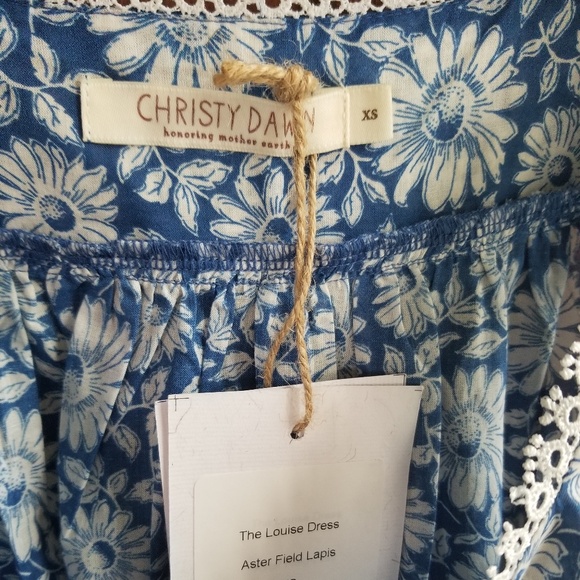 CHRISTY DAWN
honoring mother earth
XS
The Louise Dress
Aster Field Lapis